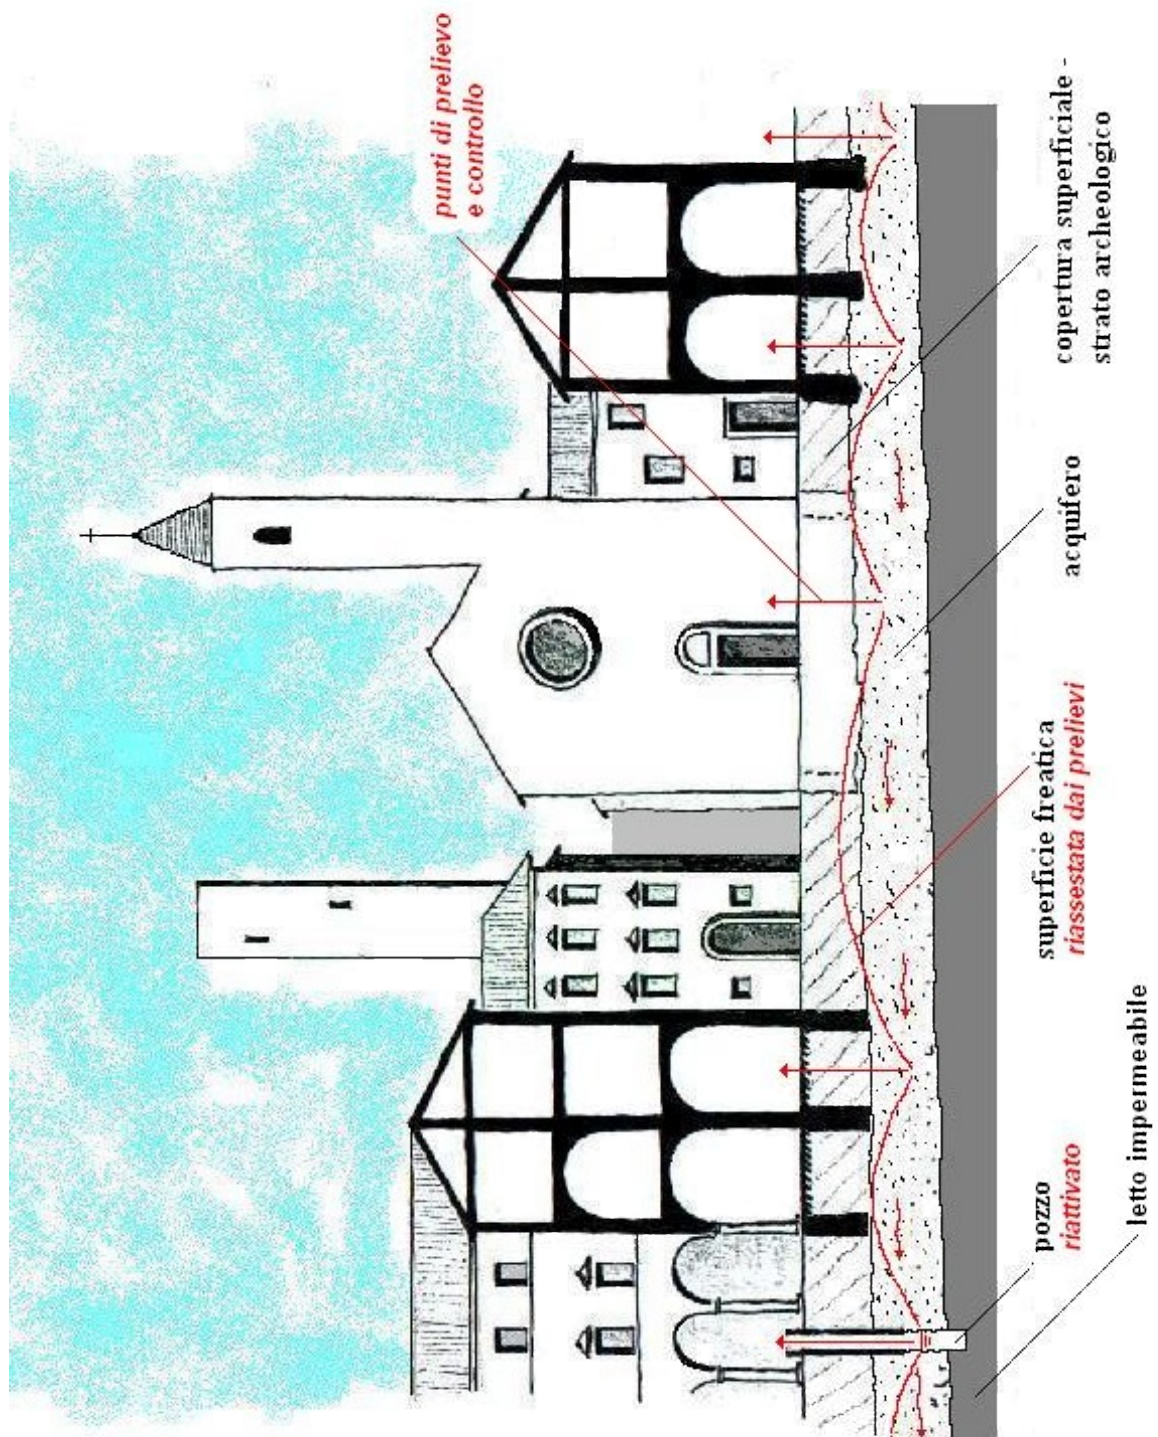 punti di prelievo
e controllo
pozzo
riattivato
letto impermeabile
superficie freatica
riassestata dai prelievi
acquifero
copertura superficiale -
strato archeologico